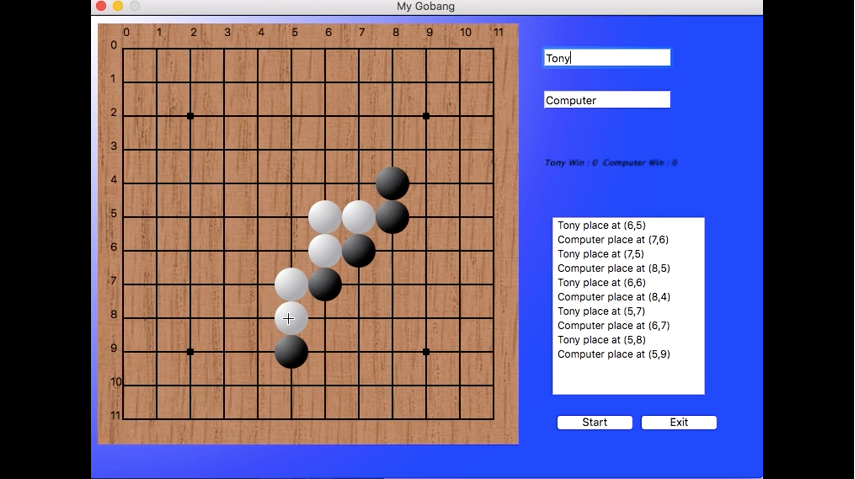 My Gobang
0 1 2 3 4 5 6 7 8 9 10 11
0
1
2
3
4
5
6
7
8
9
10
11
Tony
Computer
Tony Win : 0 Computer Win : 0
Tony place at (6,5)
Computer place at (7,6)
Tony place at (7,5)
Computer place at (8,5)
Tony place at (6,6)
Computer place at (8,4)
Tony place at (5,7)
Computer place at (6,7)
Tony place at (5,8)
Computer place at (5,9)
Start Exit